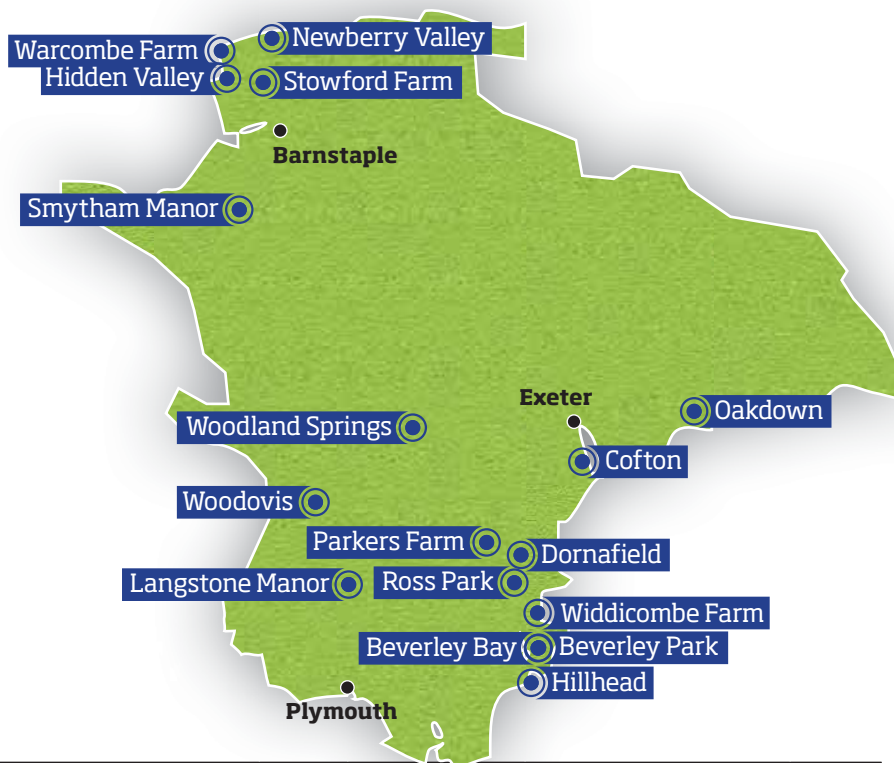 Newberry Valley
Warcombe Farm
Hidden Valley
Stowford Farm
Barnstaple
Smytham Manor
Exeter
Oakdown
Woodland Springs
Cofton
Woodovis
Parkers Farm
Dornafield
Langstone Manor
Ross Park
Widdicombe Farm
Beverley Bay
Beverley Park
Hillhead
Plymouth